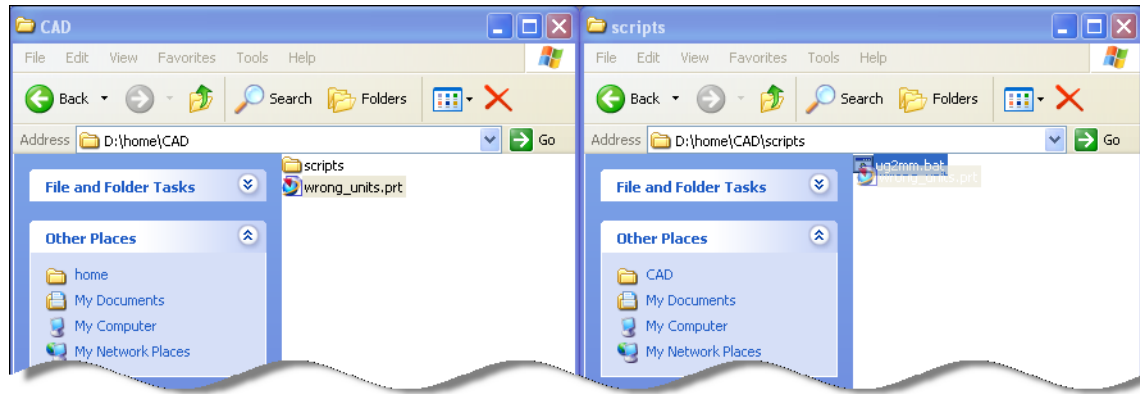 CAD
File Edit View Favorites Tools Help
Back Search Folders
Address D:\home\CAD Go
File and Folder Tasks
Other Places
home
My Documents
My Computer
My Network Places
scripts
wrong_units.prt
scripts
File Edit View Favorites Tools Help
Back Search Folders
Address D:\home\CAD\scripts Go
File and Folder Tasks
Other Places
CAD
My Documents
My Computer
My Network Places
ug2mm.bat
wrong_units.prt